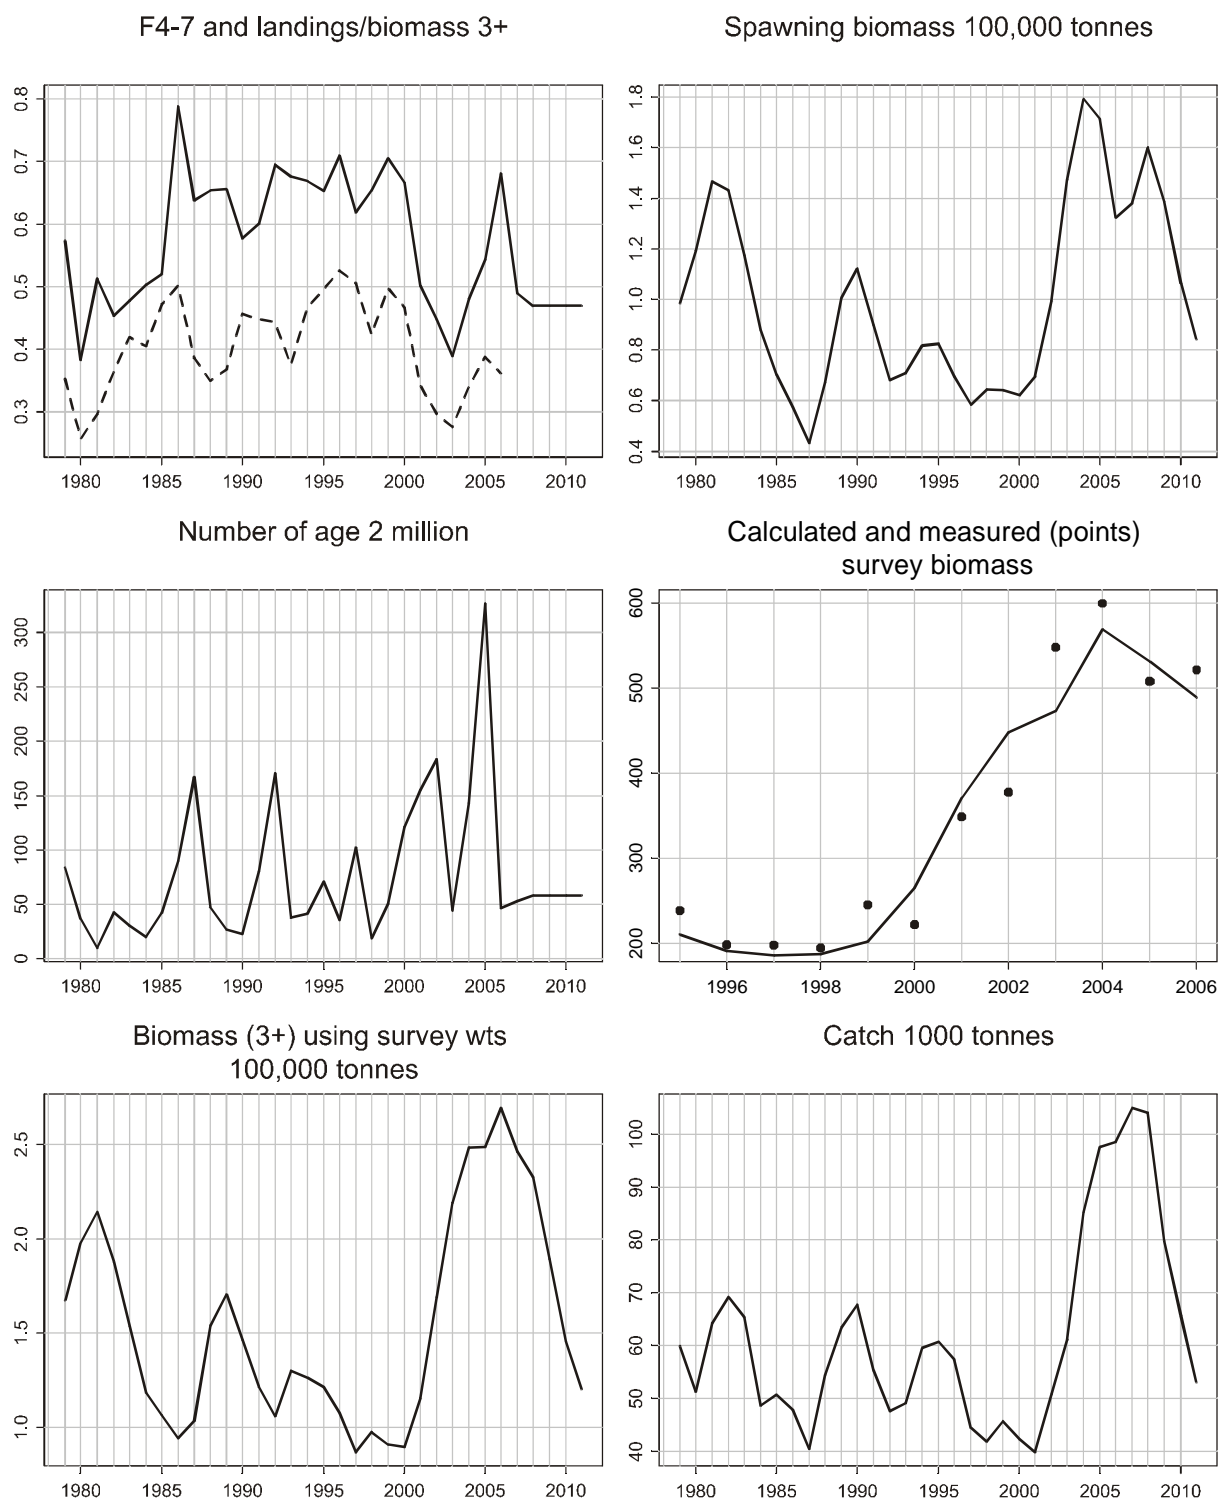 F4-7 and landings/biomass 3+
0.8
0.7
0.6
0.5
0.4
0.3
1980 1985 1990 1995 2000 2005 2010
Spawning biomass 100,000 tonnes
1.8
1.6
1.4
1.2
1.0
0.8
0.6
0.4
1980 1985 1990 1995 2000 2005 2010
Number of age 2 million
300
250
200
150
100
50
0
1980 1985 1990 1995 2000 2005 2010
Calculated and measured (points)
survey biomass
600
500
400
300
200
1996 1998 2000 2002 2004 2006
Biomass (3+) using survey wts
100,000 tonnes
2.5
2.0
1.5
1.0
1980 1985 1990 1995 2000 2005 2010
Catch 1000 tonnes
100
90
80
70
60
50
40
1980 1985 1990 1995 2000 2005 2010